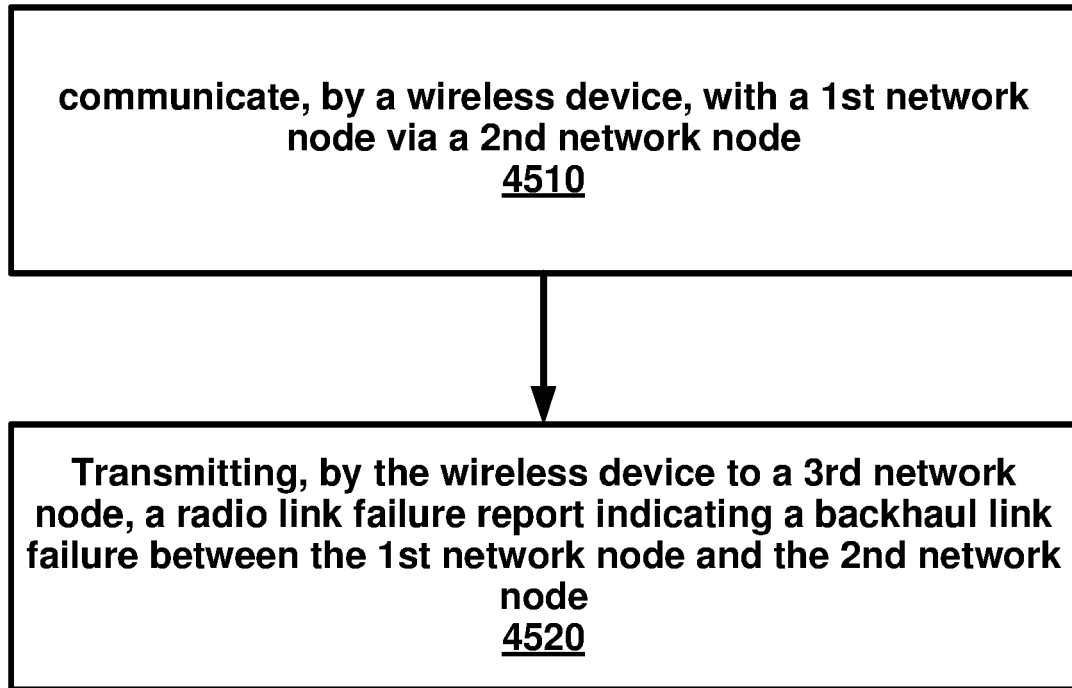 communicate, by a wireless device, with a 1st network
node via a 2nd network node
4510
Transmitting, by the wireless device to a 3rd network
node, a radio link failure report indicating a backhaul link
failure between the 1st network node and the 2nd network
node
4520